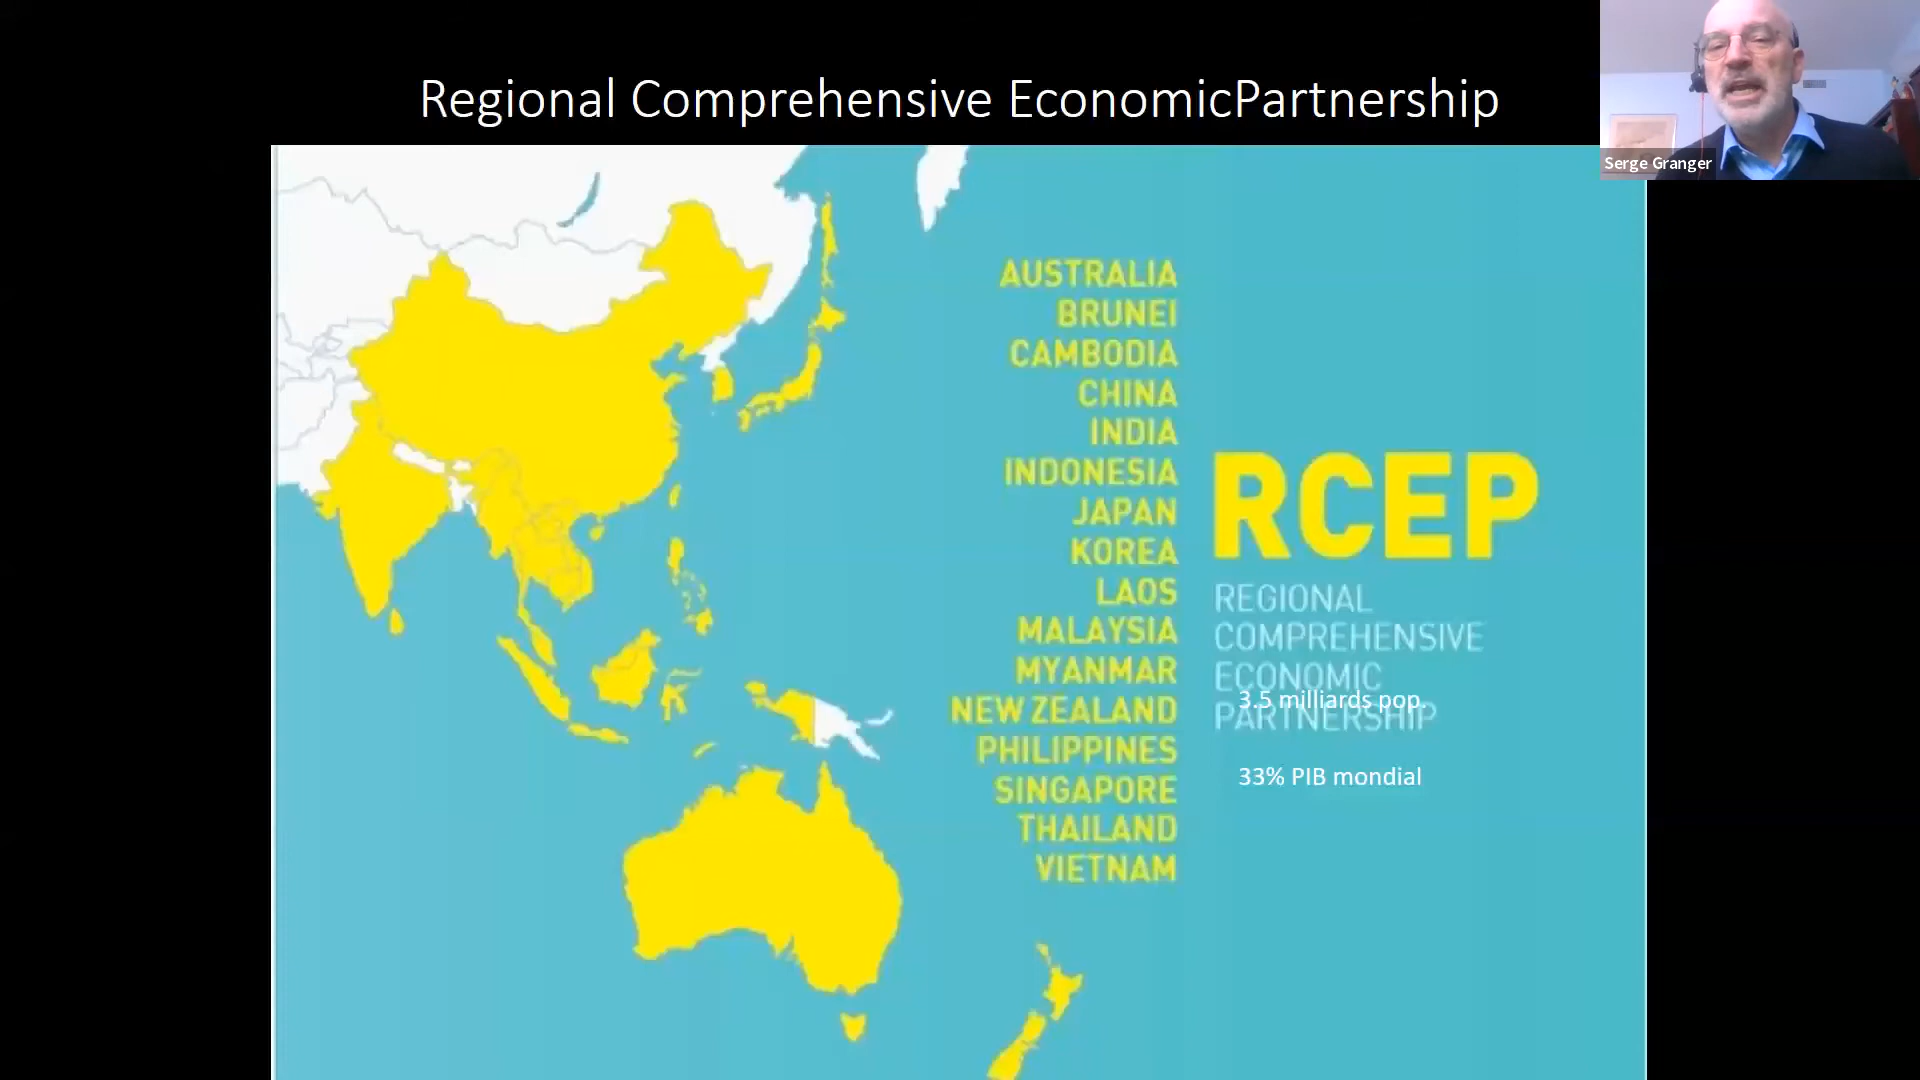 Regional Comprehensive EconomicPartnership
Serge Granger
AUSTRALIA
BRUNEI
CAMBODIA
CHINA
INDIA
INDONESIA
JAPAN
KOREA
LAOS
MALAYSIA
MYANMAR
NEW ZEALAND
PHILIPPINES
SINGAPORE
THAILAND
VIETNAM
RCEP
REGIONAL
COMPREHENSIVE
ECONOMIC
PARTNERSHIP
3.5 milliards pop.
33% PIB mondial